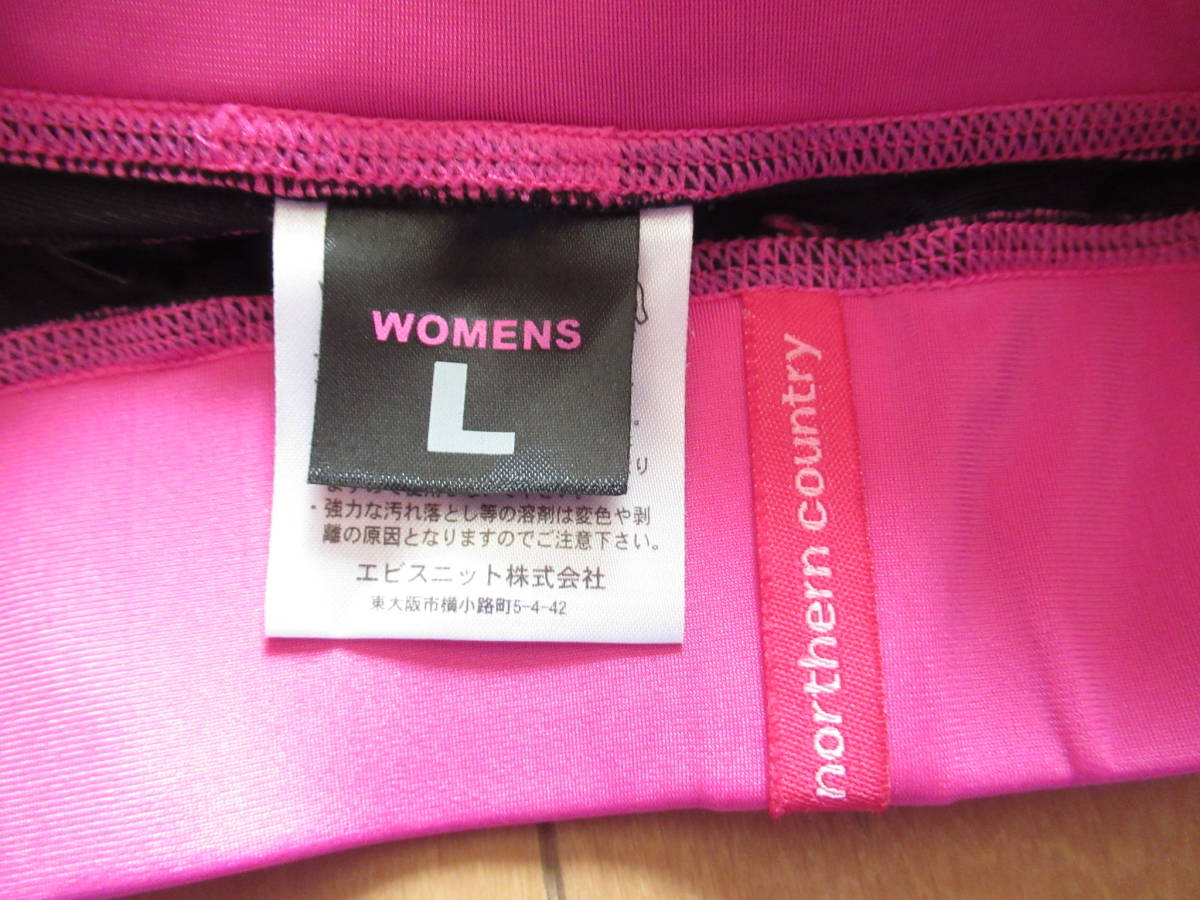 WOMENS
L
り
・強力な汚れ落とし等の溶剤は変色や剥
離の原因となりますのでご注意下さい。
エビスニット株式会社
東大阪市横小路町5-4-42
northern country